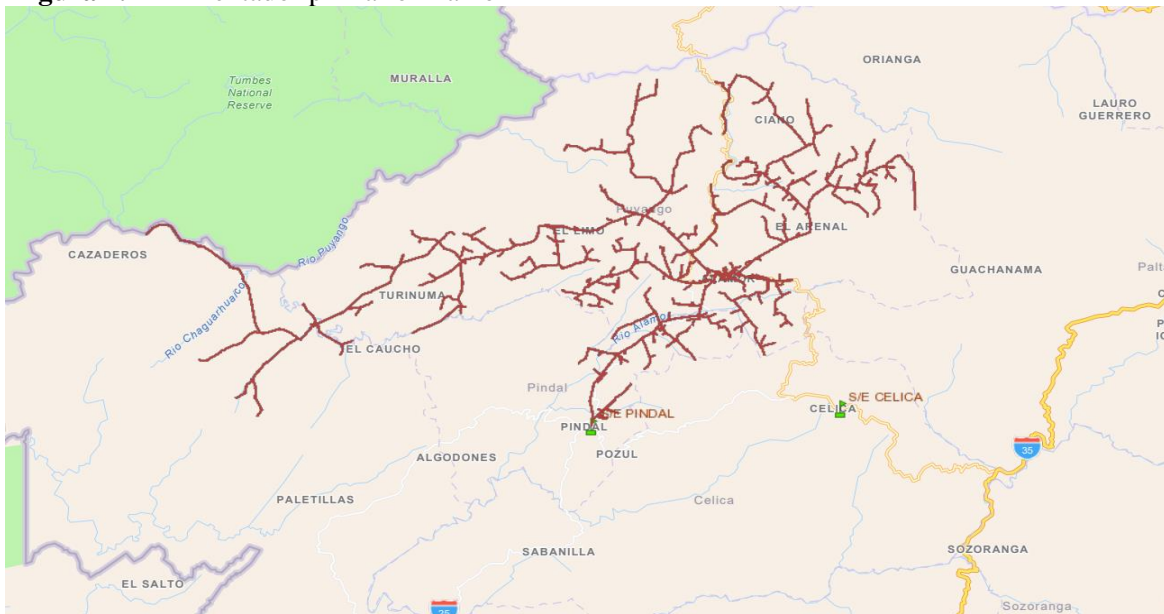 MURALLA
ORIANGA
Tumbes
National
Reserve
LAURO
GUERRERO
CIANO
Puyango
EL LIMO
EL ARENAL
CAZADEROS
Rio Puyango
GUACHANAMA
TURINUMA
Rio Alamor
EL CAUCHO
Pindal
S/E CELICA
CELICA
S/E PINDAL
PINDAL
POZUL
35
ALGODONES
PALETILLAS
Celica
SABANILLA
SOZORANGA
EL SALTO
35
Sozoranga